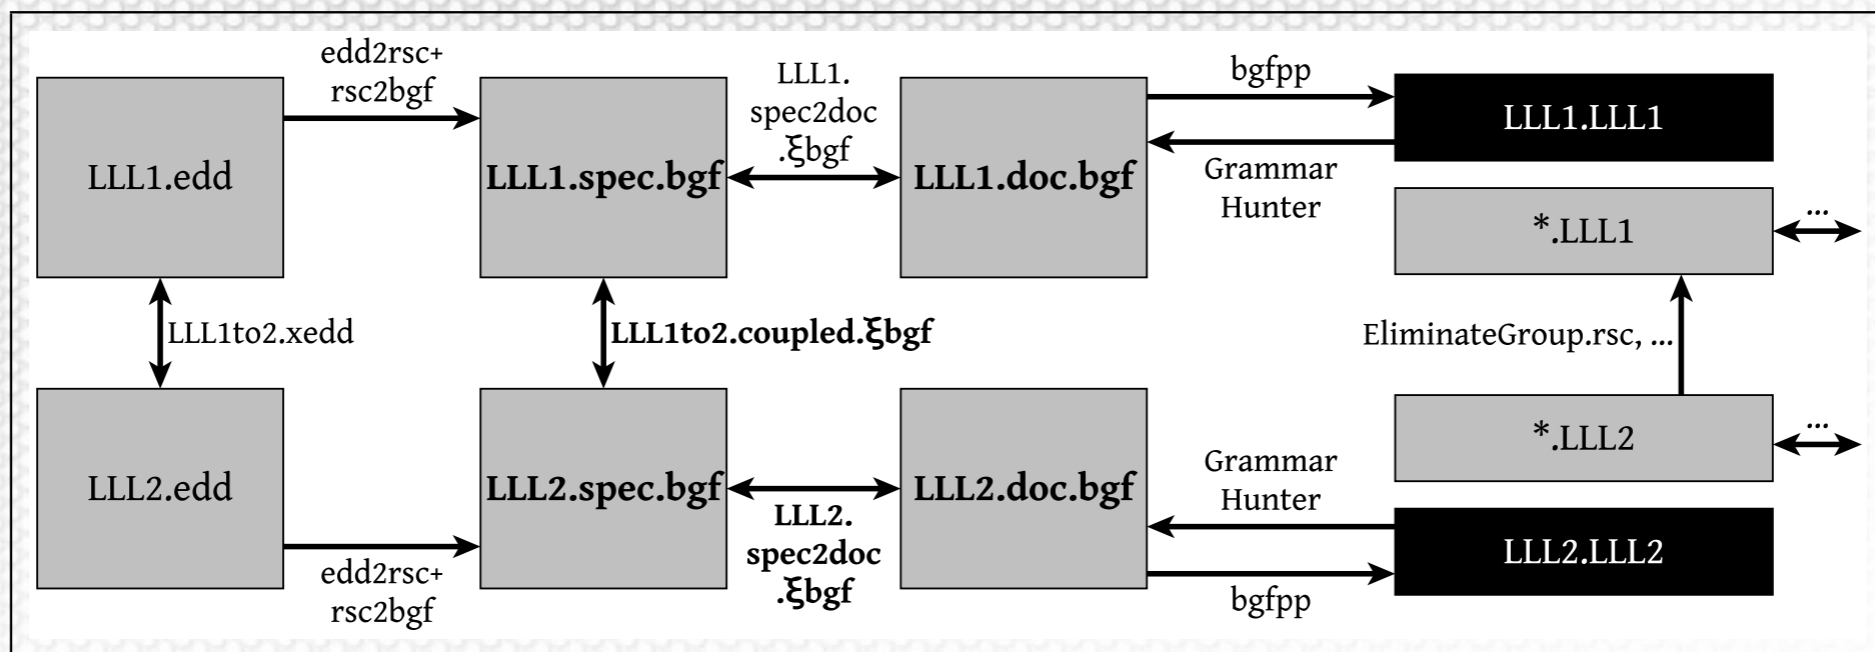 edd2rsc+
rsc2bgf
LLL1.
spec2doc
.ξbgf
bgfpp
LLL1.edd
LLL1.spec.bgf
LLL1.doc.bgf
LLL1.LLL1
Grammar
Hunter
*.LLL1
...
LLL1to2.xedd
LLL1to2.coupled.ξbgf
EliminateGroup.rsc, ...
LLL2.edd
LLL2.spec.bgf
LLL2.doc.bgf
*.LLL2
...
Grammar
Hunter
LLL2.LLL2
edd2rsc+
rsc2bgf
LLL2.
spec2doc
.ξbgf
bgfpp